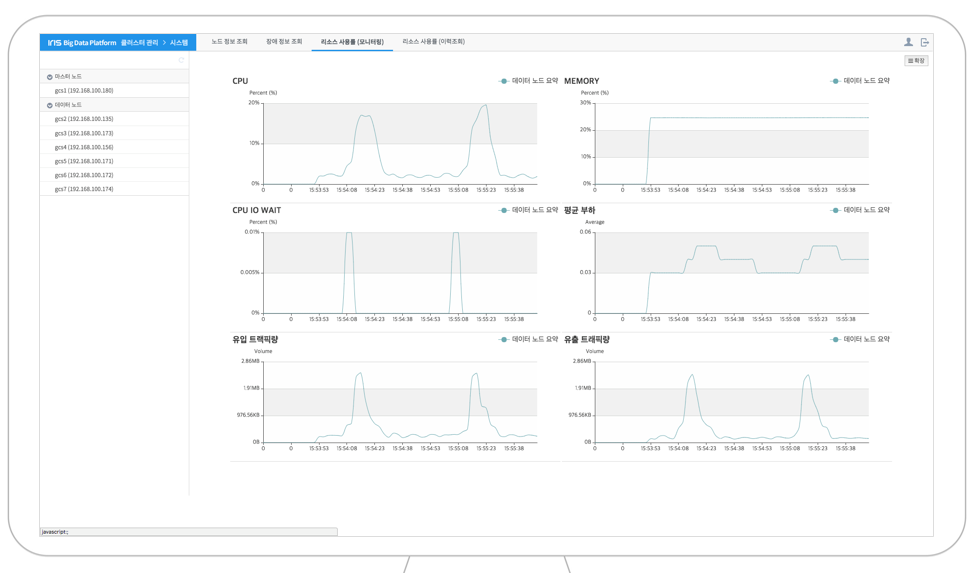 IRIS Big Data Platform 클러스터 관리 > 시스템 노드 정보 조회 장애 정보 조회 리소스 사용률 (모니터링) 리소스 사용률 (이력조회)
확장
마스터 노드
gcs1 (192.168.100.180)
데이터 노드
gcs2 (192.168.100.135)
gcs3 (192.168.100.173)
gcs4 (192.168.100.156)
gcs5 (192.168.100.171)
gcs6 (192.168.100.172)
gcs7 (192.168.100.174)
CPU 데이터 노드 요약
Percent (%)
20%
10%
0%
0 0 15:53:53 15:54:08 15:54:23 15:54:38 15:54:53 15:55:08 15:55:23 15:55:38
MEMORY 데이터 노드 요약
Percent (%)
30%
20%
10%
0%
0 0 15:53:53 15:54:08 15:54:23 15:54:38 15:54:53 15:55:08 15:55:23 15:55:38
CPU IO WAIT 데이터 노드 요약
Percent (%)
0.01%
0.005%
0%
0 0 15:53:53 15:54:08 15:54:23 15:54:38 15:54:53 15:55:08 15:55:23 15:55:38
평균 부하 데이터 노드 요약
Average
0.06
0.03
0
0 0 15:53:53 15:54:08 15:54:23 15:54:38 15:54:53 15:55:08 15:55:23 15:55:38
유입 트랙픽량 데이터 노드 요약
Volume
2.86MB
1.91MB
976.56KB
0B
0 0 15:53:53 15:54:08 15:54:23 15:54:38 15:54:53 15:55:08 15:55:23 15:55:38
유출 트래픽량 데이터 노드 요약
Volume
2.86MB
1.91MB
976.56KB
0B
0 0 15:53:53 15:54:08 15:54:23 15:54:38 15:54:53 15:55:08 15:55:23 15:55:38
javascript:;